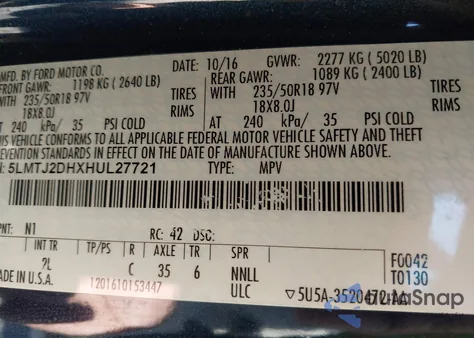 MFD. BY FORD MOTOR CO.
DATE: 10/16 GVWR: 2277 KG ( 5020 LB)
FRONT GAWR: 1198 KG ( 2640 LB) REAR GAWR: 1089 KG ( 2400 LB)
WITH 235/50R18 97V TIRES WITH 235/50R18 97V TIRES
18X8.0J RIMS 18X8.0J RIMS
AT 240 kPa/ 35 PSI COLD AT 240 kPa/ 35 PSI COLD
THIS VEHICLE CONFORMS TO ALL APPLICABLE FEDERAL MOTOR VEHICLE SAFETY AND THEFT
PREVENTION STANDARDS IN EFFECT ON THE DATE OF MANUFACTURE SHOWN ABOVE.
: 5LMTJ2DHXHUL27721 TYPE: MPV
PNT: N1 RC: 42 DSO:
INT TR TP/PS R AXLE TR SPR
9L C 35 6 NNLL F0042
T0130
MADE IN U.S.A. 1201610153447 ULC 5U5A-3520472-AA
AutoSnap